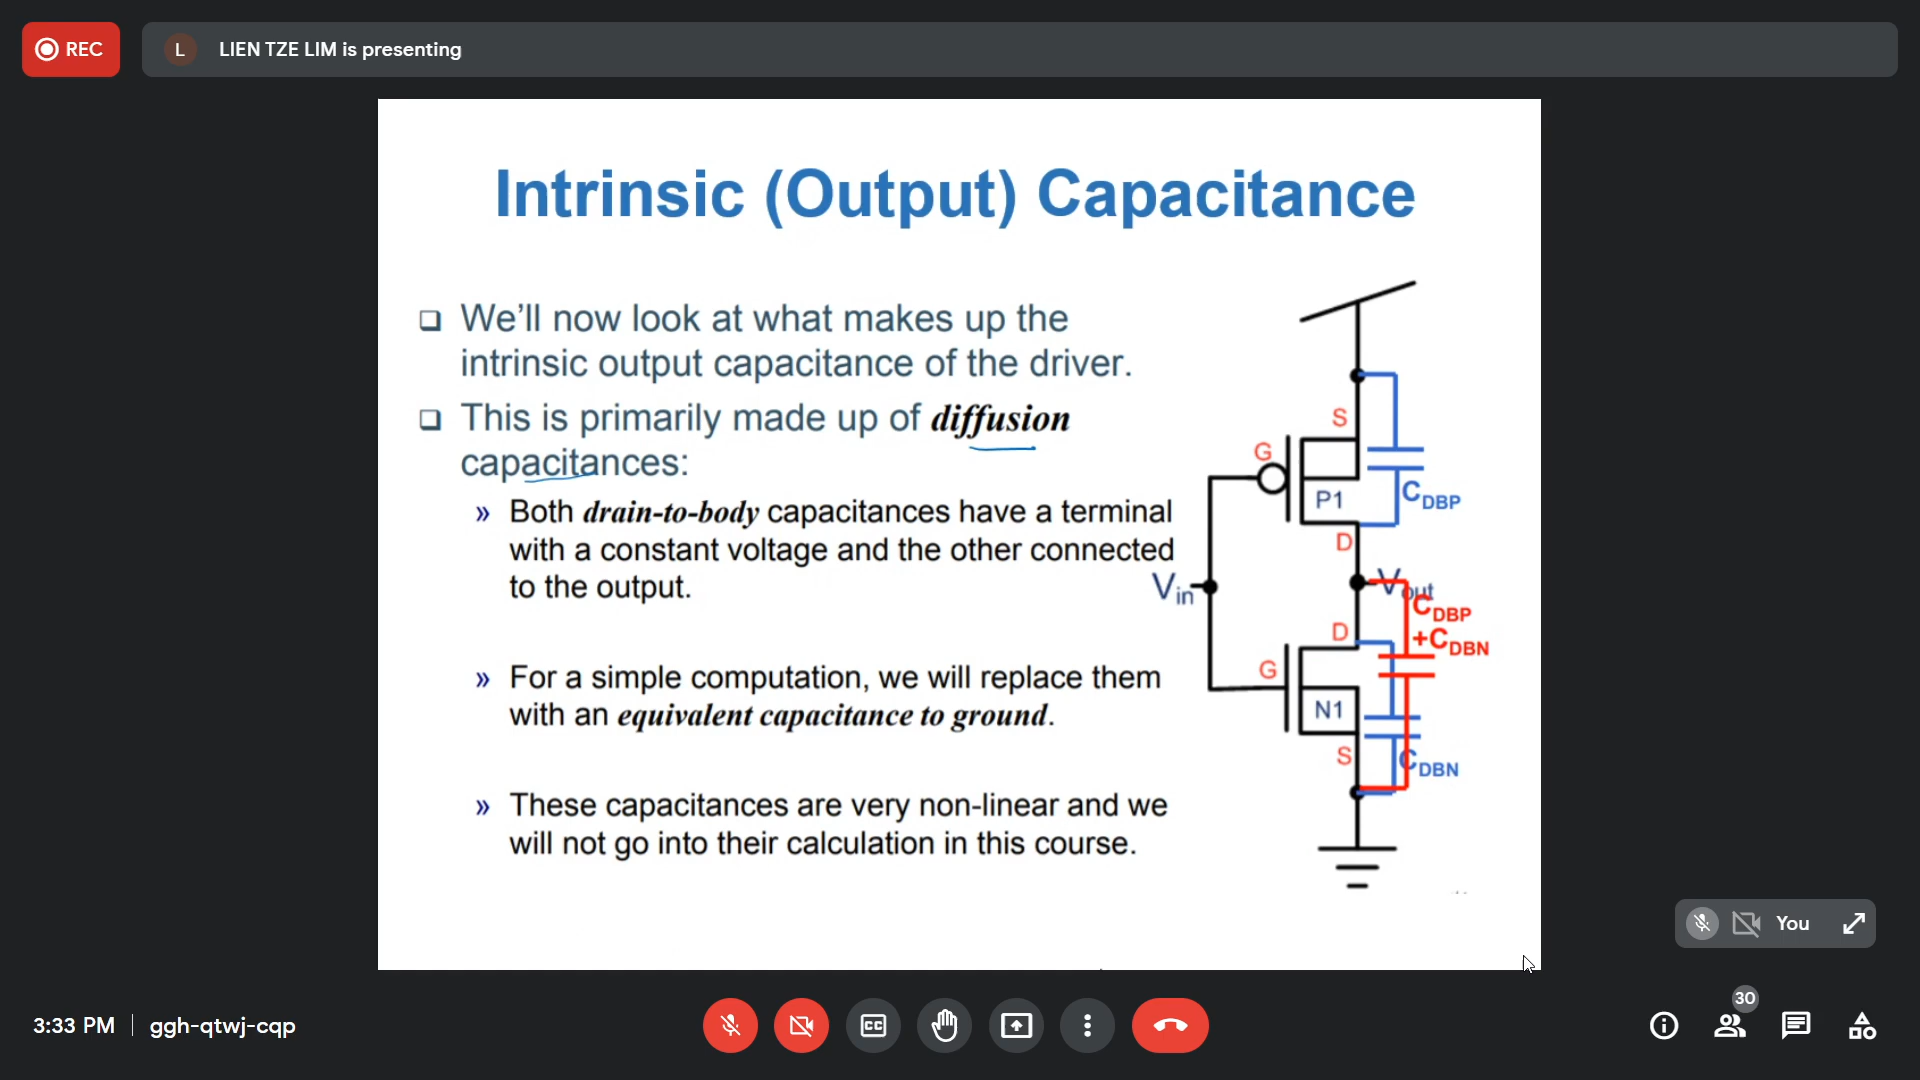 REC
L LIEN TZE LIM is presenting
Intrinsic (Output) Capacitance
We'll now look at what makes up the
intrinsic output capacitance of the driver.
This is primarily made up of diffusion
capacitances:
» Both drain-to-body capacitances have a terminal
with a constant voltage and the other connected
to the output.
» For a simple computation, we will replace them
with an equivalent capacitance to ground.
» These capacitances are very non-linear and we
will not go into their calculation in this course.
S
G
P1
CDBP
D
Vin
Vout
CDBP
+CDBN
D
G
N1
S
CDBN
You
3:33 PM
ggh-qtwj-cqp
CC
30